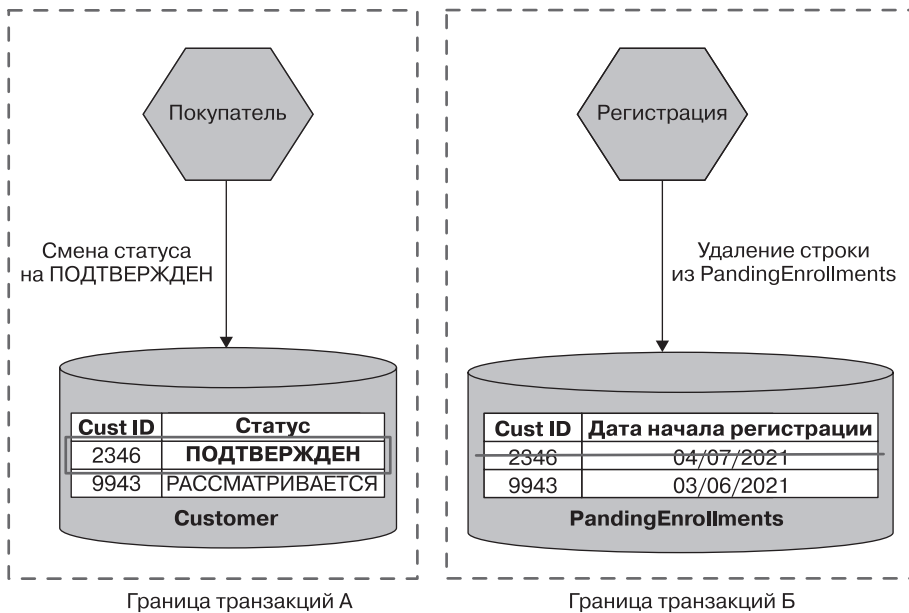 Покупатель
Смена статуса
на ПОДТВЕРЖДЕН
Cust ID Статус
2346 ПОДТВЕРЖДЕН
9943 РАССМАТРИВАЕТСЯ
Customer
Граница транзакций А
Регистрация
Удаление строки
из PandingEnrollments
Cust ID Дата начала регистрации
2346 04/07/2021
9943 03/06/2021
PandingEnrollments
Граница транзакций Б